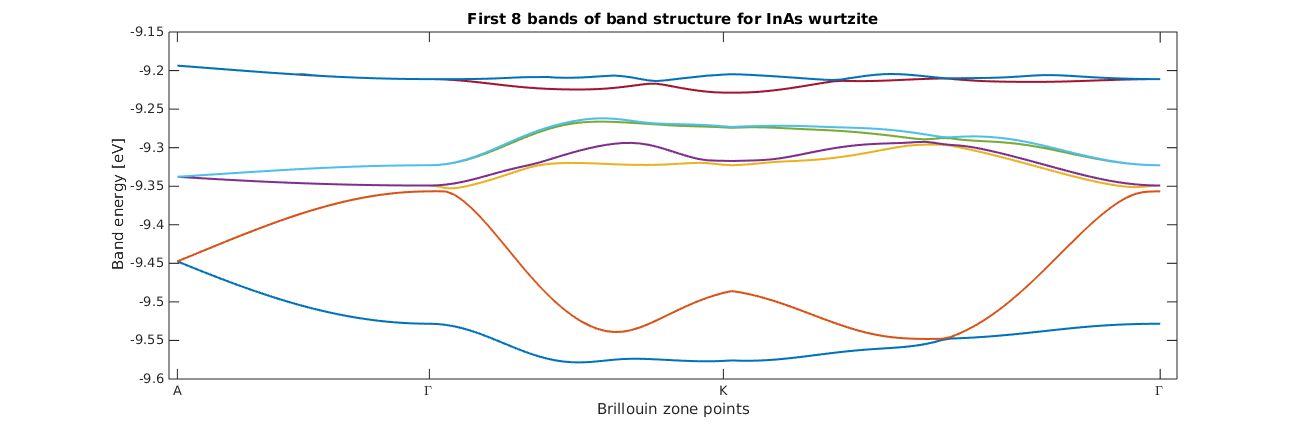 First 8 bands of band structure for InAs wurtzite
Band energy [eV]
-9.15
-9.2
-9.25
-9.3
-9.35
-9.4
-9.45
-9.5
-9.55
-9.6
A Γ K Γ
Brillouin zone points